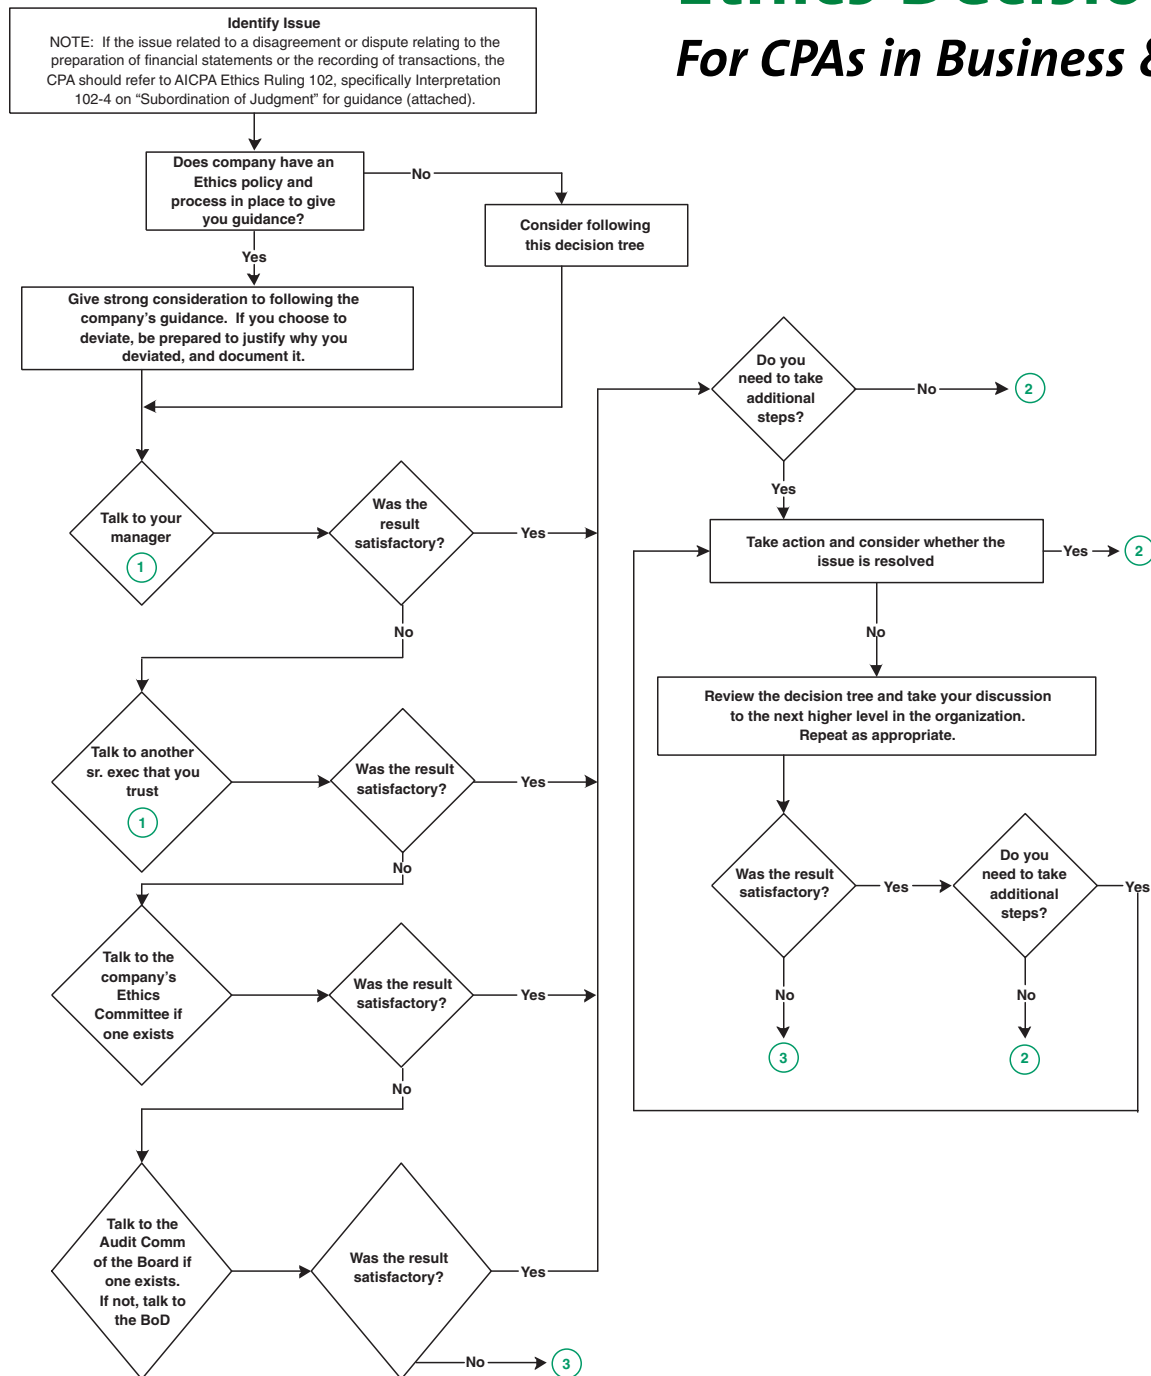 Ethics Decisio
For CPAs in Business &
Identify Issue
NOTE: If the issue related to a disagreement or dispute relating to the
preparation of financial statements or the recording of transactions, the
CPA should refer to AICPA Ethics Ruling 102, specifically Interpretation
102-4 on “Subordination of Judgment” for guidance (attached).
Does company have an
Ethics policy and
process in place to give
you guidance?
No
Consider following
this decision tree
Yes
Give strong consideration to following the
company’s guidance. If you choose to
deviate, be prepared to justify why you
deviated, and document it.
Talk to your
manager
1
Was the
result
satisfactory?
Yes
No
Talk to another
sr. exec that you
trust
1
Was the result
satisfactory?
Yes
No
Talk to the
company’s
Ethics
Committee if
one exists
Was the result
satisfactory?
Yes
No
Talk to the
Audit Comm
of the Board if
one exists.
If not, talk to
the BoD
Was the result
satisfactory?
Yes
No
3
Do you
need to take
additional
steps?
No
2
Yes
Take action and consider whether the
issue is resolved
Yes
2
No
Review the decision tree and take your discussion
to the next higher level in the organization.
Repeat as appropriate.
Was the result
satisfactory?
Yes
No
3
Do you
need to take
additional
steps?
Yes
No
2